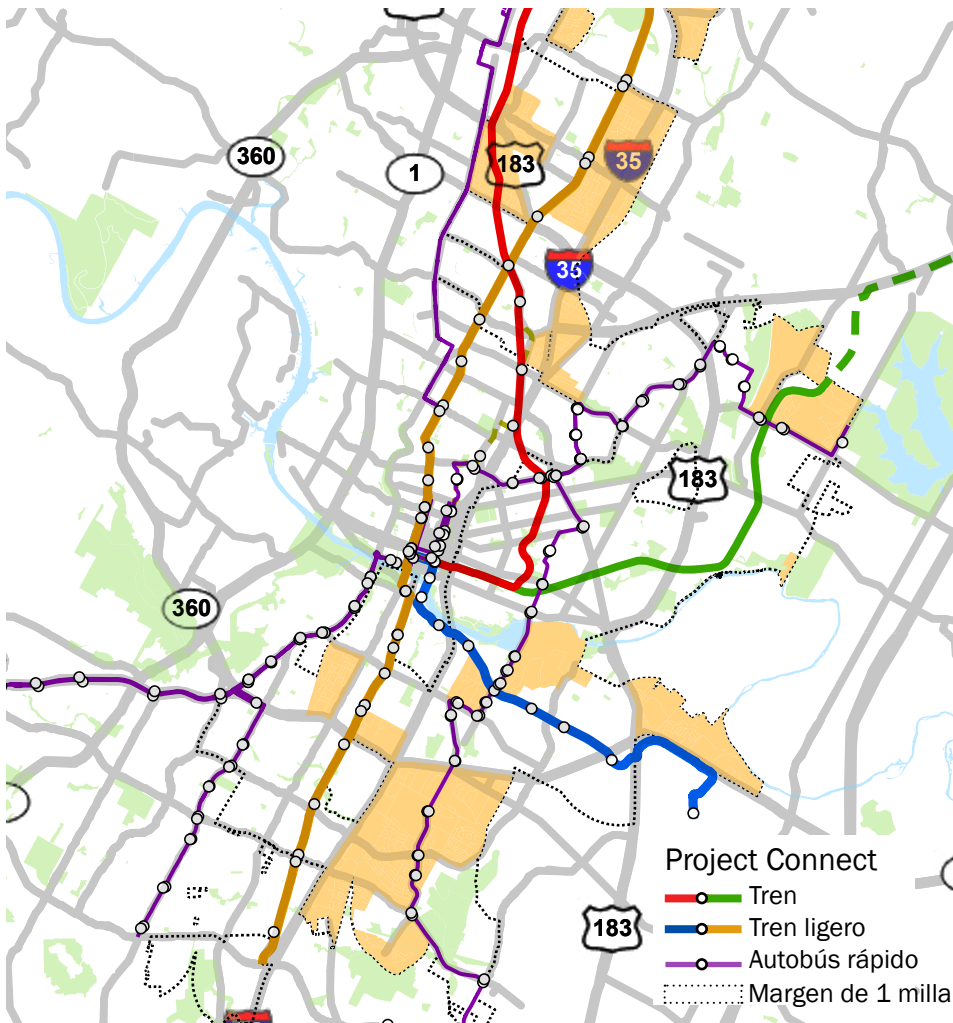 360
1
183
35
35
183
360
183
Project Connect
Tren
Tren ligero
Autobús rápido
Margen de 1 milla